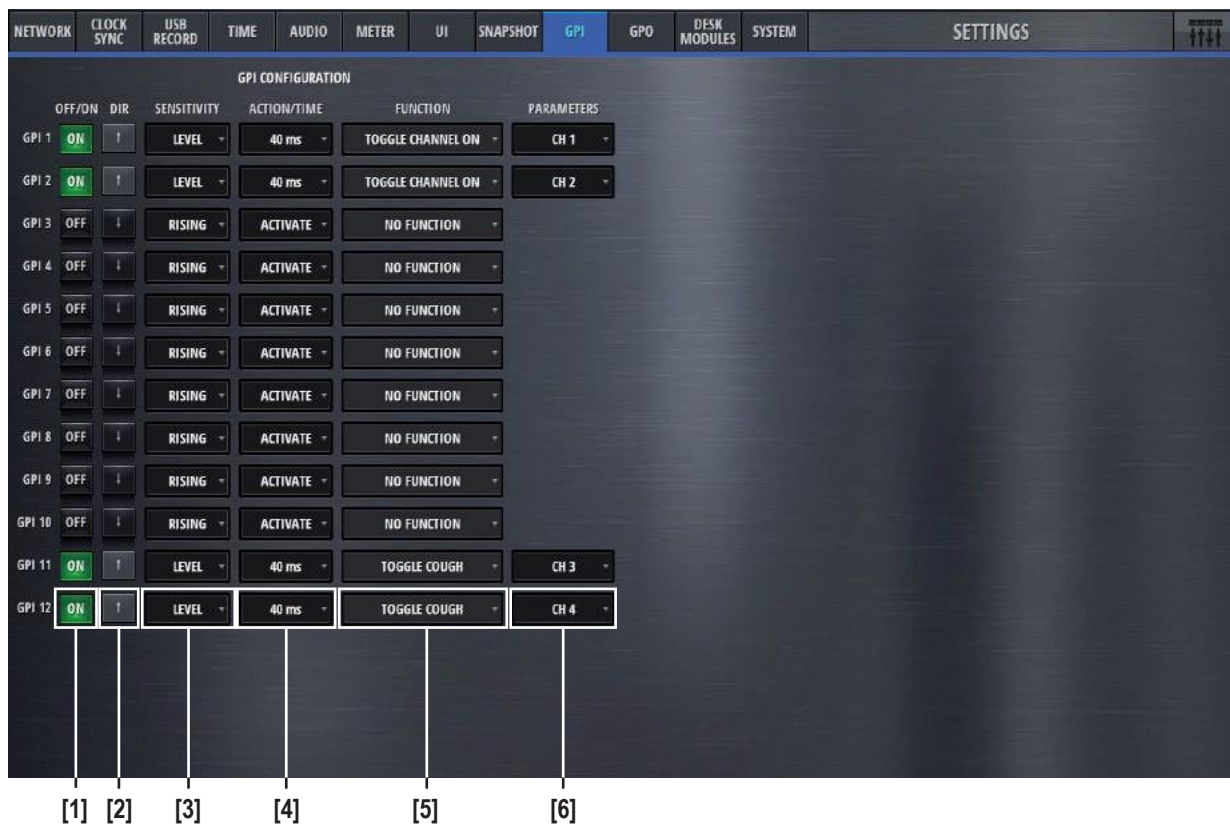 NETWORK CLOCK SYNC USB RECORD TIME AUDIO METER UI SNAPSHOT GPI GPO DESK MODULES SYSTEM SETTINGS
GPI CONFIGURATION
OFF/ON DIR SENSITIVITY ACTION/TIME FUNCTION PARAMETERS
GPI 1 ON ↑ LEVEL 40 ms TOGGLE CHANNEL ON CH 1
GPI 2 ON ↑ LEVEL 40 ms TOGGLE CHANNEL ON CH 2
GPI 3 OFF ↓ RISING ACTIVATE NO FUNCTION
GPI 4 OFF ↓ RISING ACTIVATE NO FUNCTION
GPI 5 OFF ↓ RISING ACTIVATE NO FUNCTION
GPI 6 OFF ↓ RISING ACTIVATE NO FUNCTION
GPI 7 OFF ↓ RISING ACTIVATE NO FUNCTION
GPI 8 OFF ↓ RISING ACTIVATE NO FUNCTION
GPI 9 OFF ↓ RISING ACTIVATE NO FUNCTION
GPI 10 OFF ↓ RISING ACTIVATE NO FUNCTION
GPI 11 ON ↑ LEVEL 40 ms TOGGLE COUGH CH 3
GPI 12 ON ↑ LEVEL 40 ms TOGGLE COUGH CH 4
[1] [2] [3] [4] [5] [6]